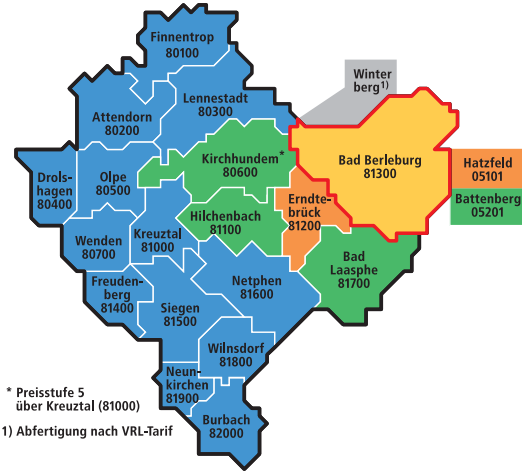 Finnentrop
80100
Winter
berg1)
Lennestadt
80300
Attendorn
80200
Kirchhundem*
80600
Bad Berleburg
81300
Hatzfeld
05101
Battenberg
05201
Drols-
hagen
80400
Olpe
80500
Erndte-
brück
81200
Hilchenbach
81100
Kreuztal
81000
Wenden
80700
Bad
Laasphe
81700
Freuden-
berg
81400
Netphen
81600
Siegen
81500
Wilnsdorf
81800
Neun-
kirchen
81900
Burbach
82000
* Preisstufe 5
über Kreuztal (81000)
1) Abfertigung nach VRL-Tarif